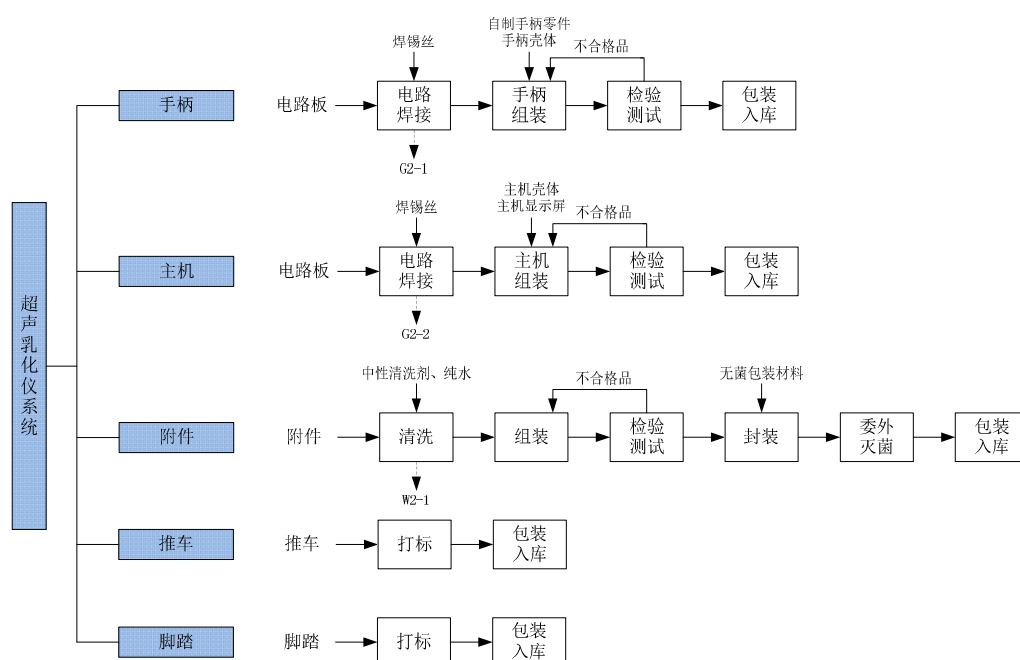 超声乳化仪系统
手柄
电路板
焊锡丝
电路
焊接
G2-1
自制手柄零件
手柄壳体
手柄
组装
不合格品
检验
测试
包装
入库
主机
电路板
焊锡丝
电路
焊接
G2-2
主机壳体
主机显示屏
主机
组装
不合格品
检验
测试
包装
入库
附件
附件
中性清洗剂、纯水
清洗
W2-1
组装
不合格品
检验
测试
无菌包装材料
封装
委外
灭菌
包装
入库
推车
推车
打标
包装
入库
脚踏
脚踏
打标
包装
入库